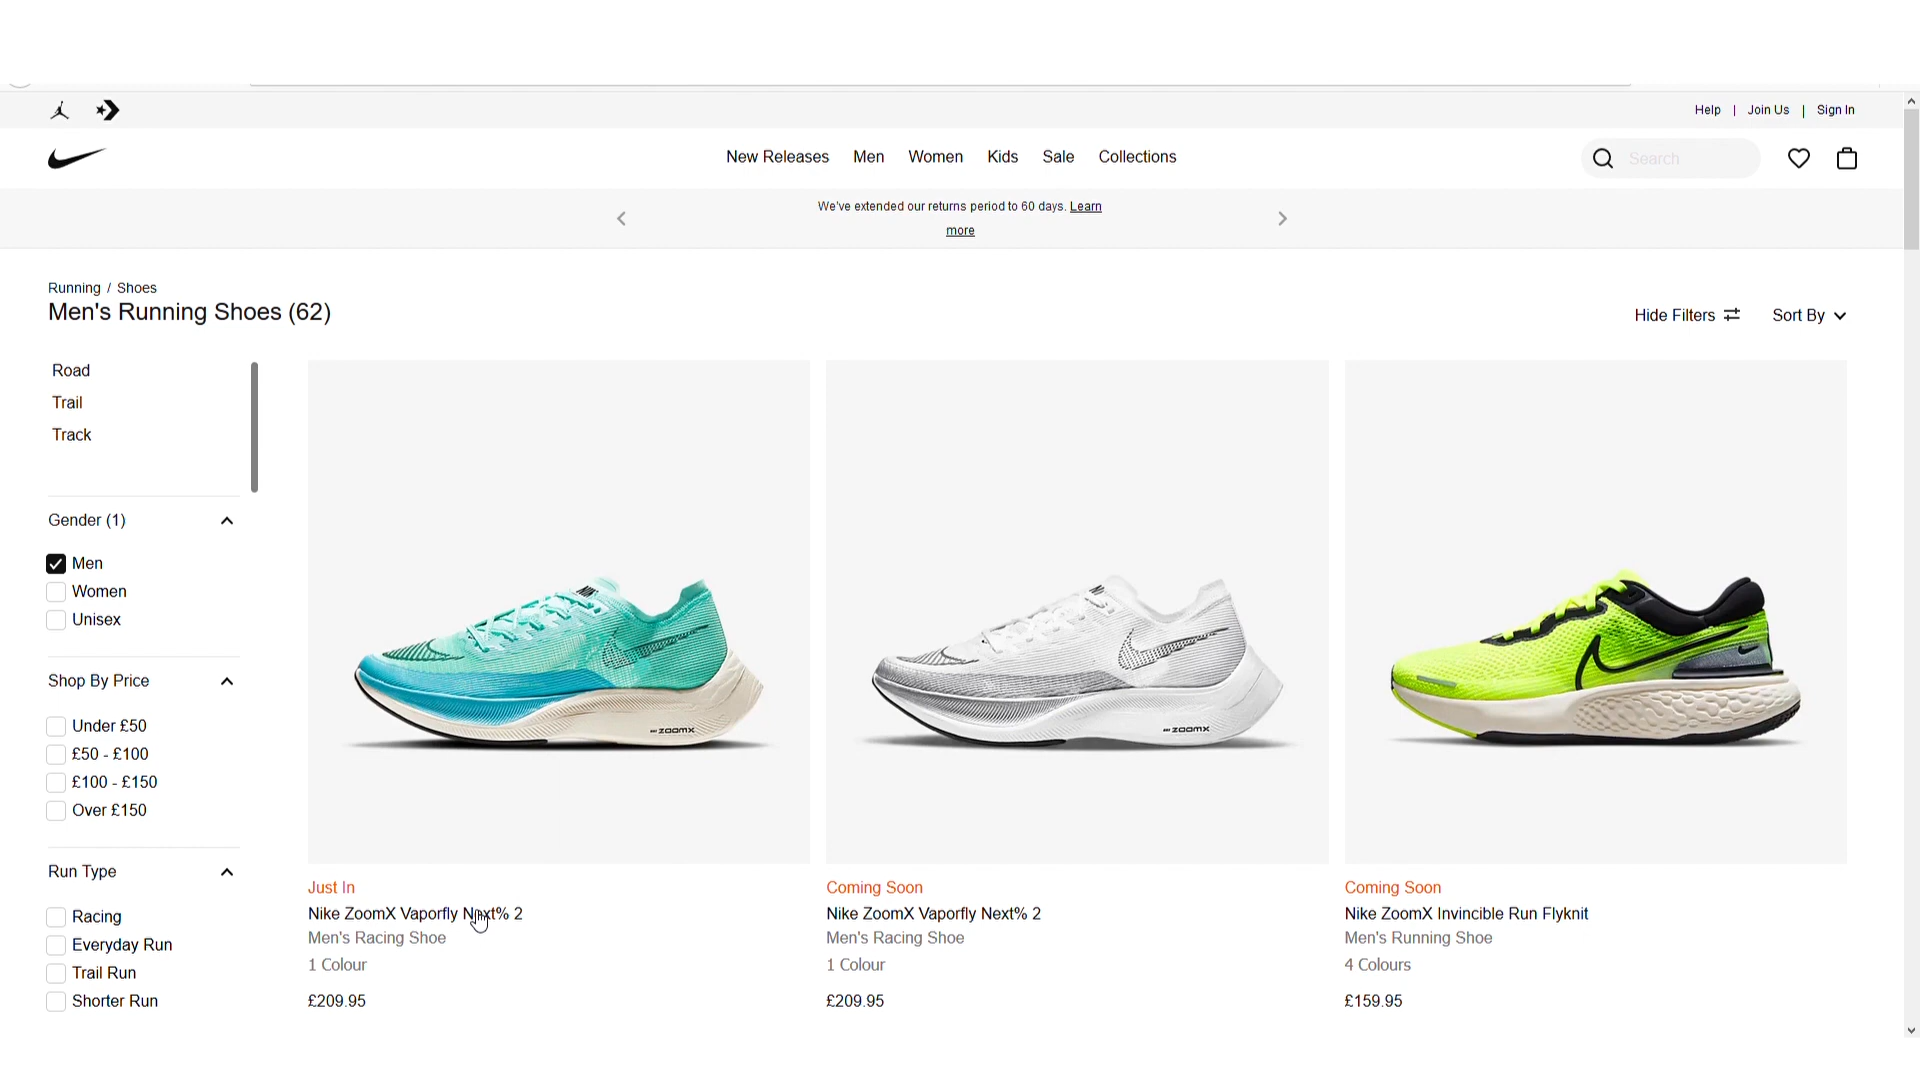 Help | Join Us | Sign In
New Releases Men Women Kids Sale Collections
Search
We've extended our returns period to 60 days. Learn
more
Running / Shoes
Men's Running Shoes (62)
Hide Filters
Sort By
Road
Trail
Track
Gender (1)
Men
Women
Unisex
Shop By Price
Under £50
£50 - £100
£100 - £150
Over £150
Run Type
Racing
Everyday Run
Trail Run
Shorter Run
ZOOMX
Just In
Nike ZoomX Vaporfly Next% 2
Men's Racing Shoe
1 Colour
£209.95
ZOOMX
Coming Soon
Nike ZoomX Vaporfly Next% 2
Men's Racing Shoe
1 Colour
£209.95
Coming Soon
Nike ZoomX Invincible Run Flyknit
Men's Running Shoe
4 Colours
£159.95